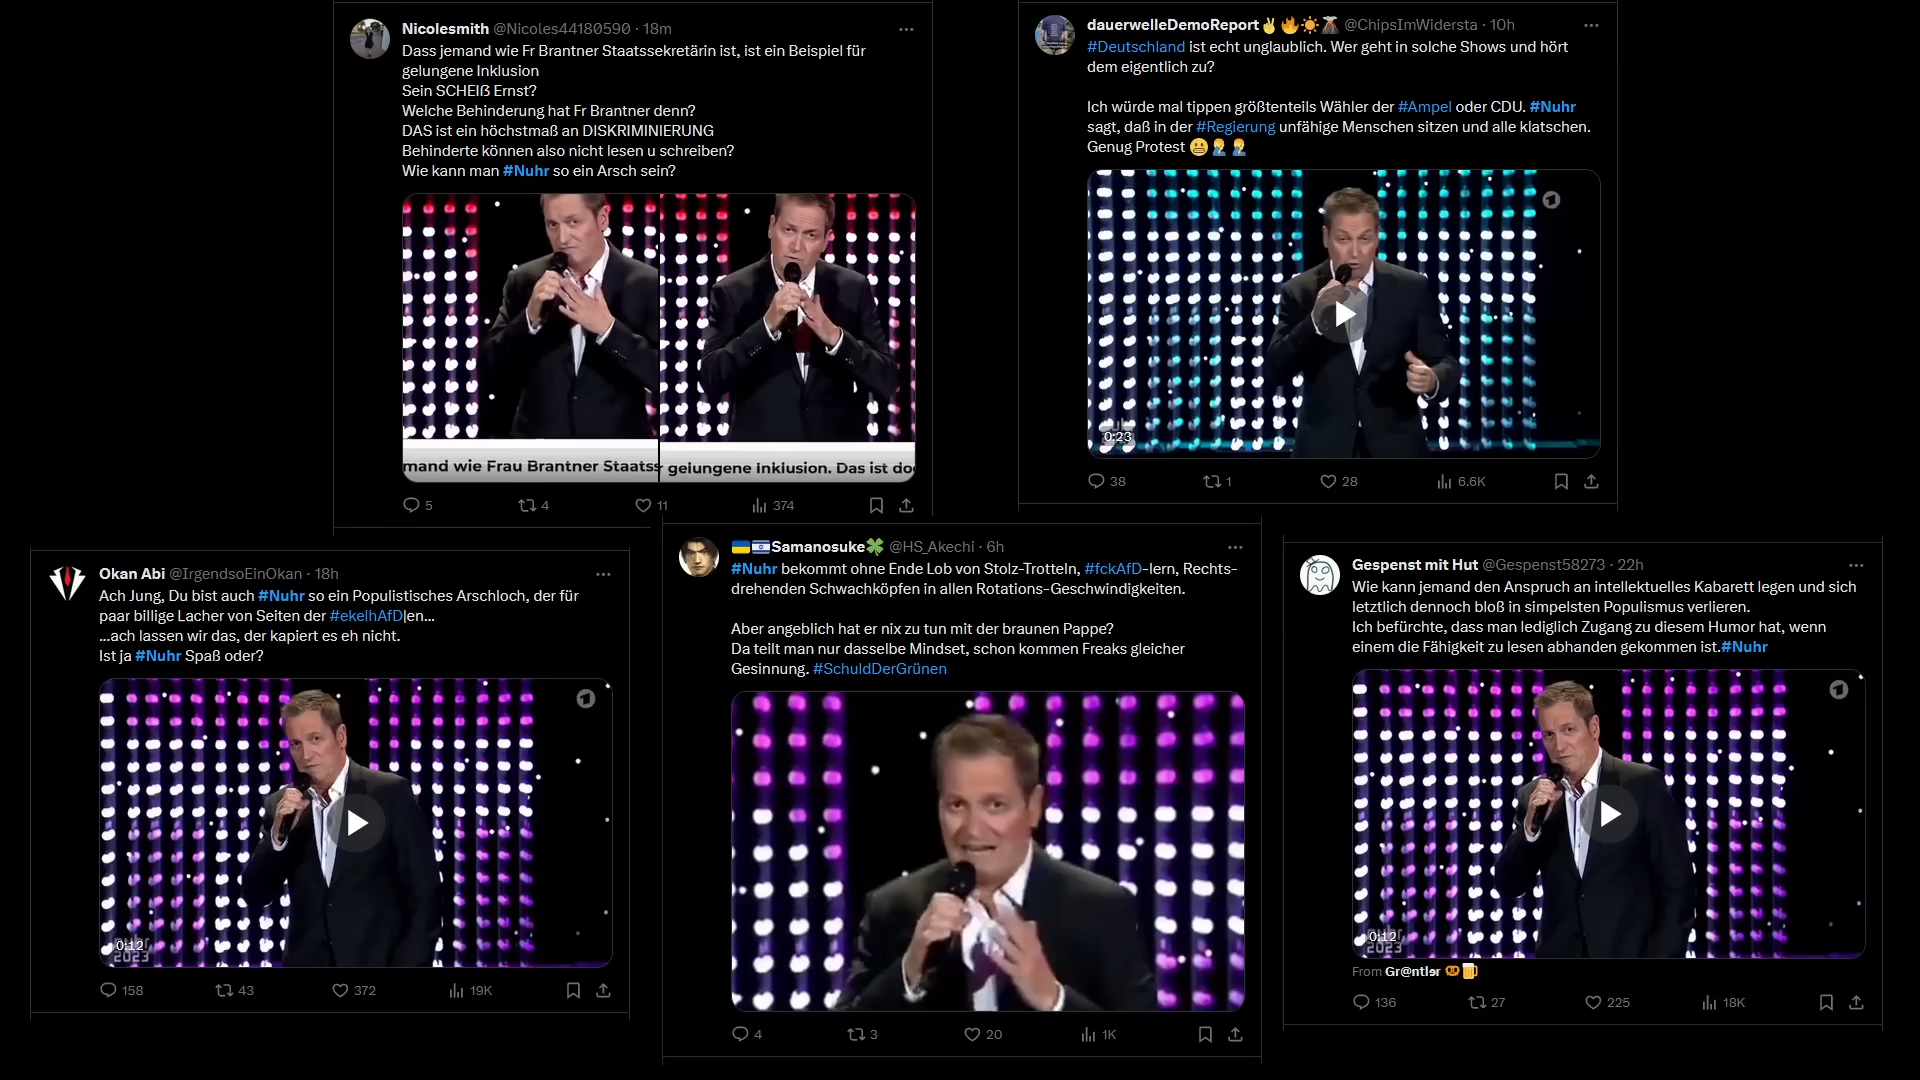 Nicolesmith @Nicoles44180590 · 18m
Dass jemand wie Fr Brantner Staatssekretärin ist, ist ein Beispiel für
gelungene Inklusion
Sein SCHEIß Ernst?
Welche Behinderung hat Fr Brantner denn?
DAS ist ein höchstmaß an DISKRIMINIERUNG
Behinderte können also nicht lesen u schreiben?
Wie kann man #Nuhr so ein Arsch sein?
mand wie Frau Brantner Staatss
gelungene Inklusion. Das ist do
5 4 11 374
dauerwelleDemoReport✌🔥☀🌋 @ChipsImWidersta · 10h
#Deutschland ist echt unglaublich. Wer geht in solche Shows und hört
dem eigentlich zu?
Ich würde mal tippen größtenteils Wähler der #Ampel oder CDU. #Nuhr
sagt, daß in der #Regierung unfähige Menschen sitzen und alle klatschen.
Genug Protest 😬🤦‍♂️🤦‍♂️
0:23
38 1 28 6.6K
Okan Abi @IrgendsoEinOkan · 18h
Ach Jung, Du bist auch #Nuhr so ein Populistisches Arschloch, der für
paar billige Lacher von Seiten der #ekelhAfD|en...
...ach lassen wir das, der kapiert es eh nicht.
Ist ja #Nuhr Spaß oder?
0:12
2023
158 43 372 19K
🇺🇦🇮🇱Samanosuke🍀 @HS_Akechi · 6h
#Nuhr bekommt ohne Ende Lob von Stolz-Trotteln, #fckAfD-lern, Rechts-
drehenden Schwachköpfen in allen Rotations-Geschwindigkeiten.
Aber angeblich hat er nix zu tun mit der braunen Pappe?
Da teilt man nur dasselbe Mindset, schon kommen Freaks gleicher
Gesinnung. #SchuldDerGrünen
4 3 20 1K
Gespenst mit Hut @Gespenst58273 · 22h
Wie kann jemand den Anspruch an intellektuelles Kabarett legen und sich
letztlich dennoch bloß in simpelsten Populismus verlieren.
Ich befürchte, dass man lediglich Zugang zu diesem Humor hat, wenn
einem die Fähigkeit zu lesen abhanden gekommen ist.#Nuhr
0:12
2023
From Gr@ntlər 🥨🍺
136 27 225 18K